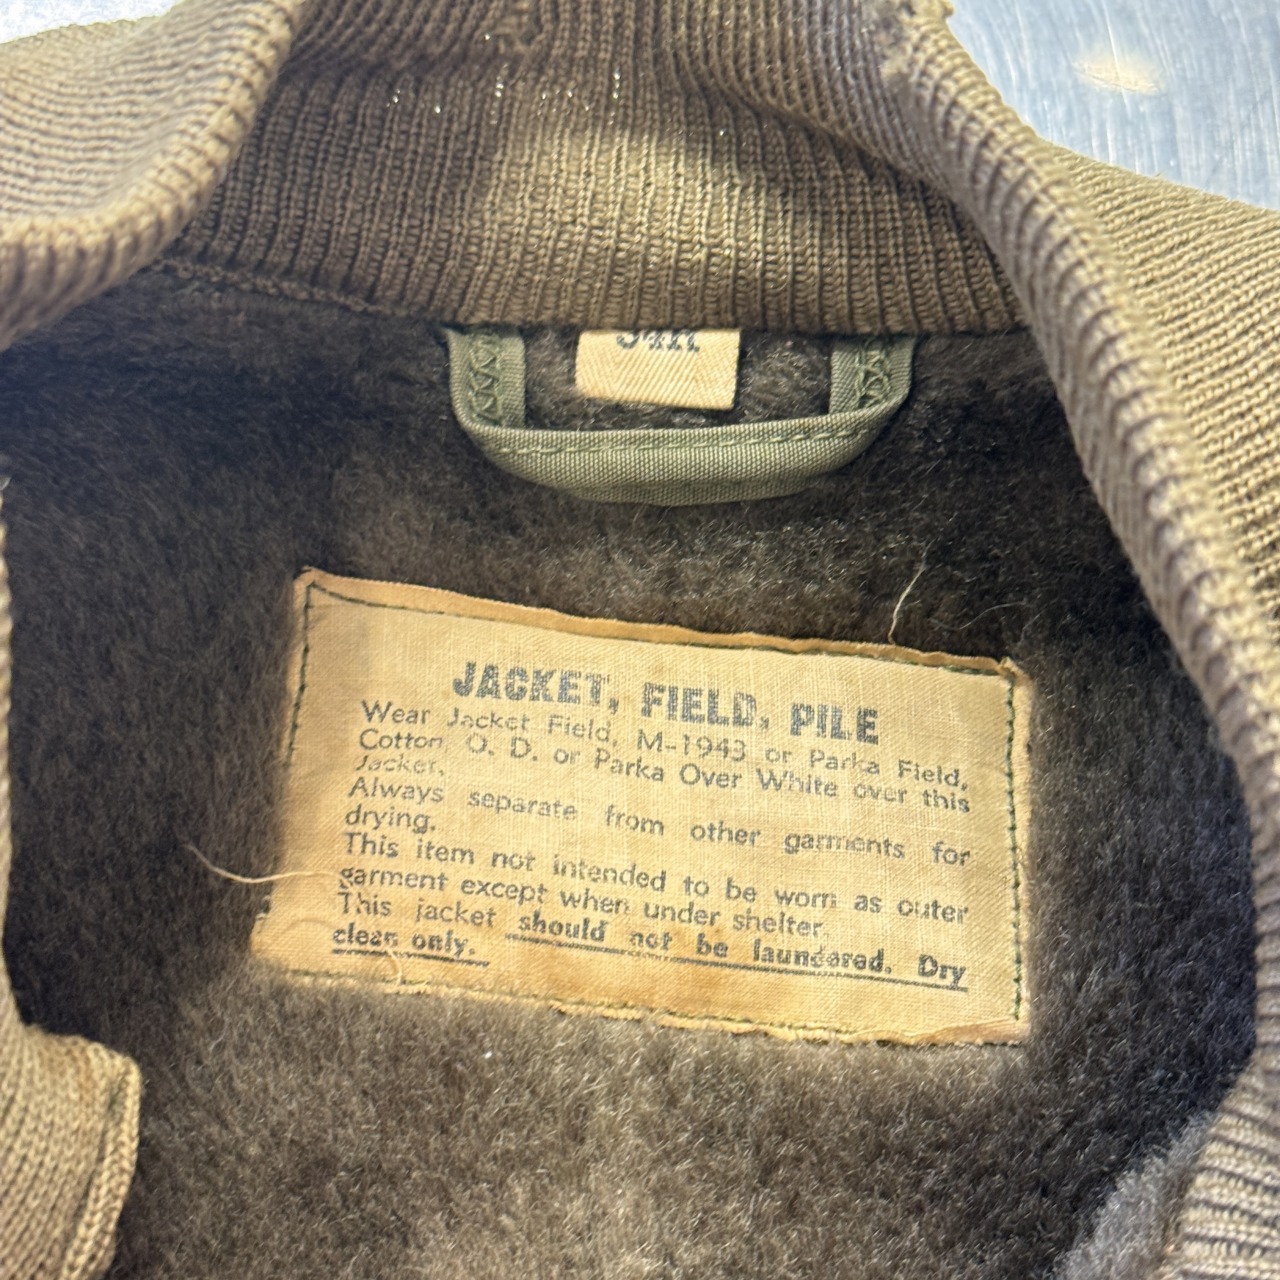 34R
JACKET, FIELD, PILE
Wear Jacket Field, M-1943 or Parka Field,
Cotton, O. D. or Parka Over White over this
Jacket.
Always separate from other garments for
drying.
This item not intended to be worn as outer
garment except when under shelter.
This jacket should not be laundered. Dry
clean only.